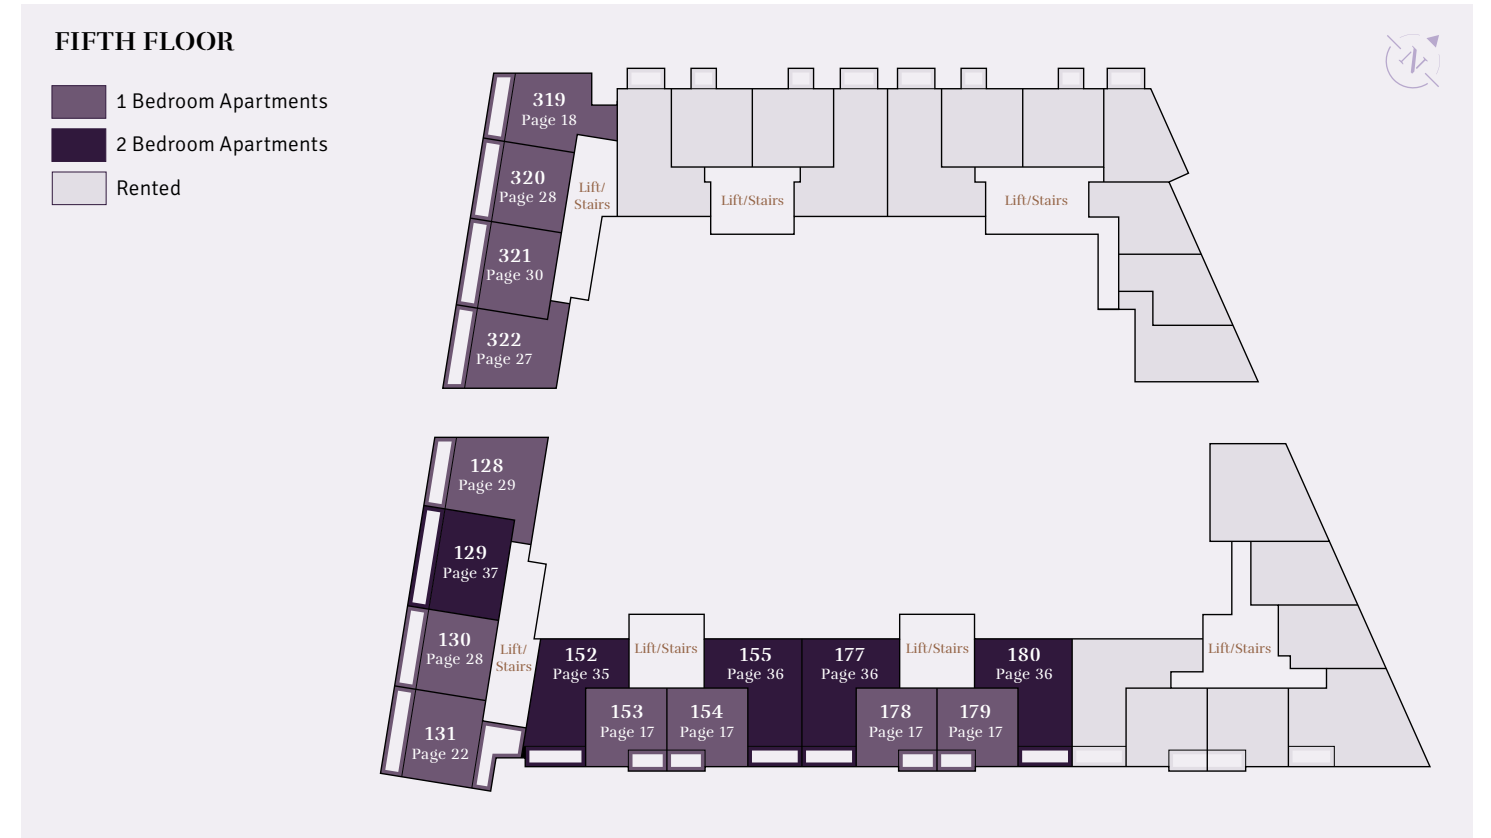 FIFTH FLOOR
1 Bedroom Apartments
2 Bedroom Apartments
Rented
N
319
Page 18
320
Page 28
321
Page 30
322
Page 27
Lift/
Stairs
Lift/Stairs
Lift/Stairs
128
Page 29
129
Page 37
130
Page 28
131
Page 22
Lift/
Stairs
152
Page 35
Lift/Stairs
155
Page 36
177
Page 36
Lift/Stairs
180
Page 36
Lift/Stairs
153
Page 17
154
Page 17
178
Page 17
179
Page 17